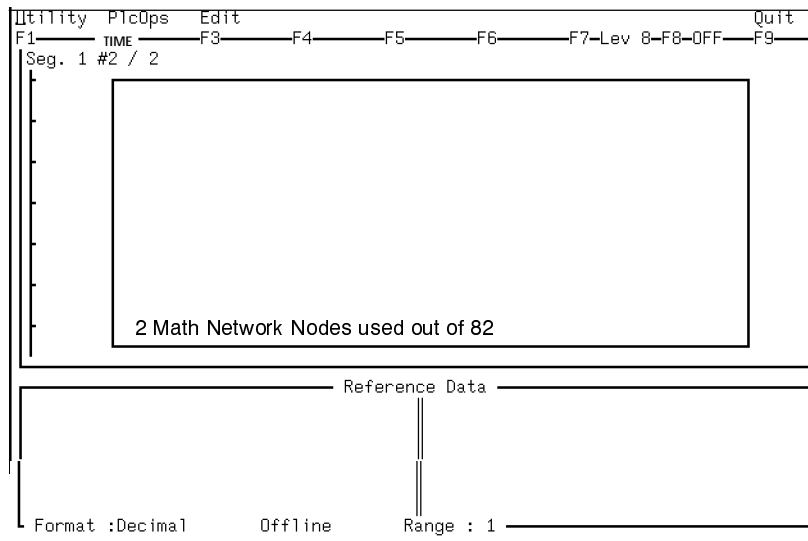 Utility PlcOps Edit Quit
F1 TIME F3 F4 F5 F6 F7-Lev 8-F8-OFF F9
Seg. 1 #2 / 2
2 Math Network Nodes used out of 82
Reference Data
Format :Decimal Offline Range : 1